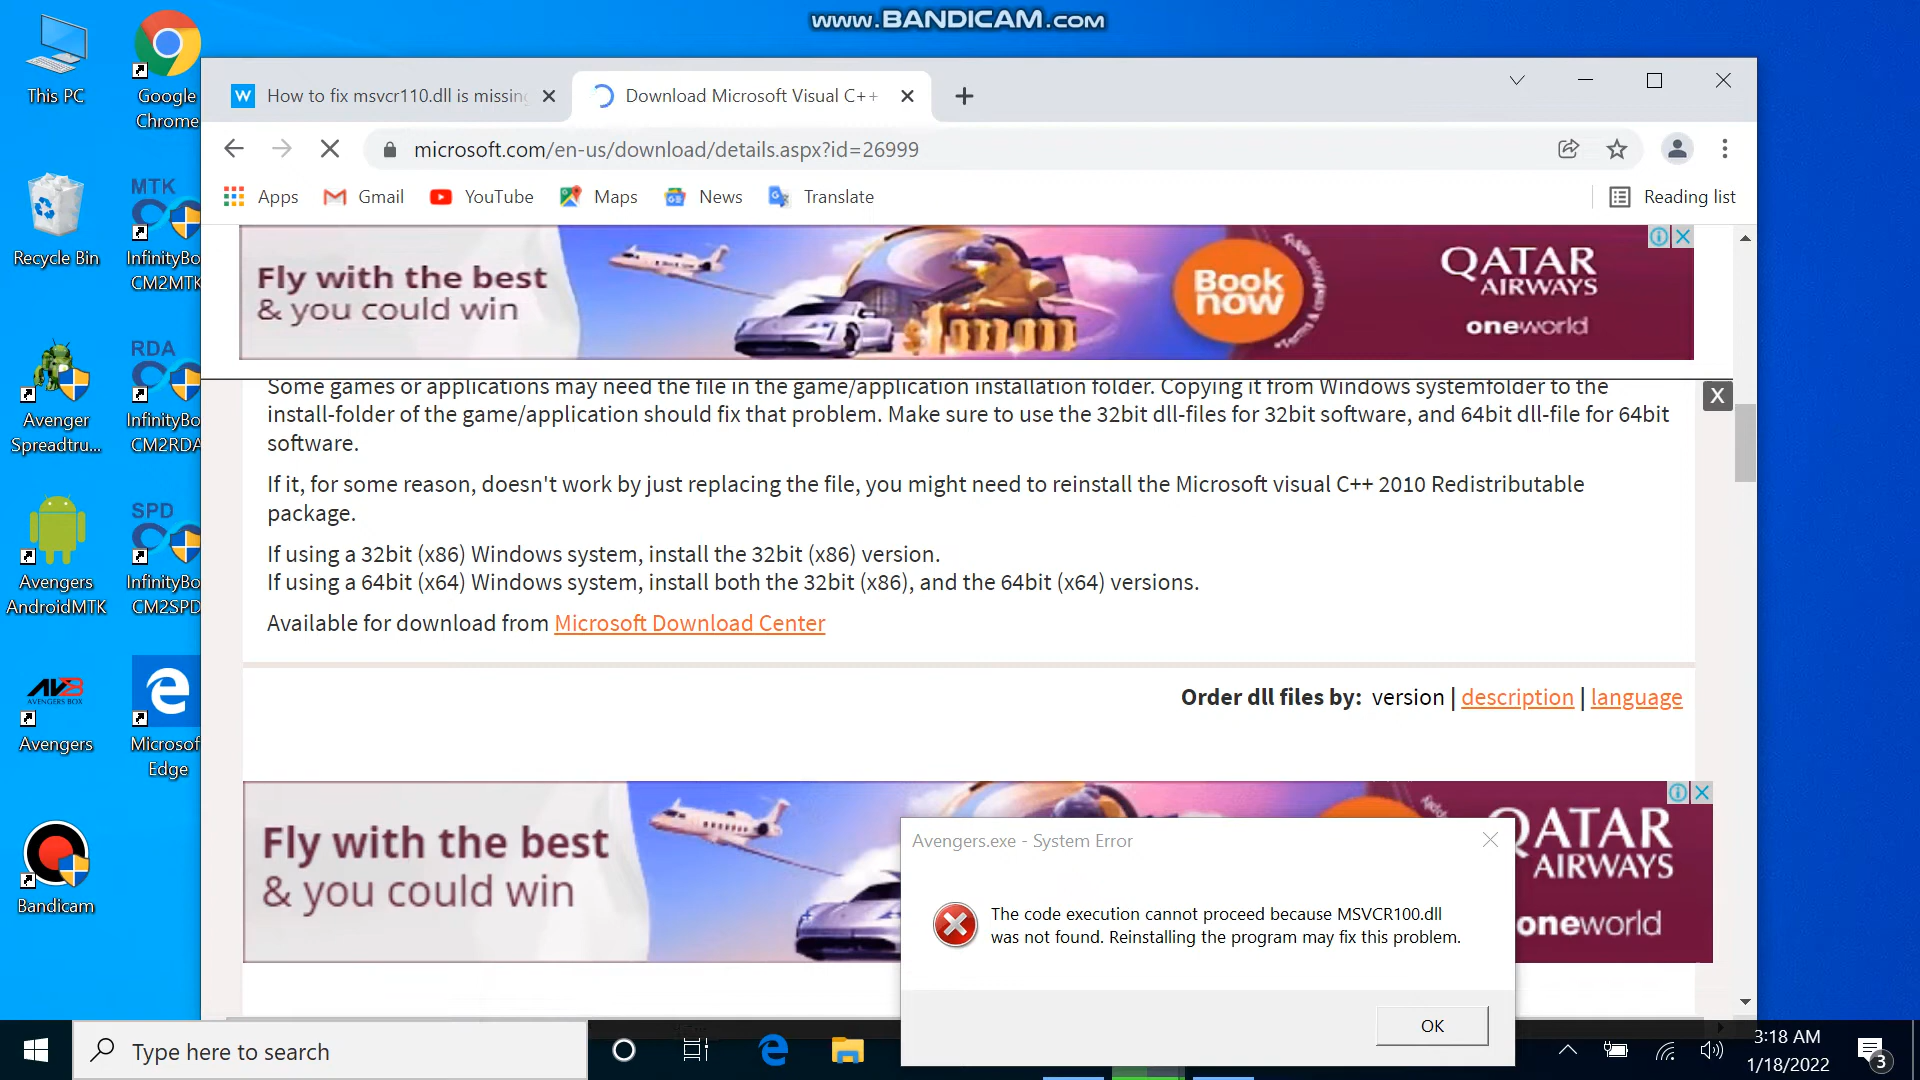 www.BANDICAM.com
This PC
Google
Chrome
Recycle Bin
MTK
InfinityBo
CM2MTK
Avenger
Spreadtru...
RDA
InfinityBo
CM2RDA
Avengers
AndroidMTK
SPD
InfinityBo
CM2SPD
AVB
AVENGERS BOX
Avengers
Microsof
Edge
Bandicam
How to fix msvcr110.dll is missing
Download Microsoft Visual C++
microsoft.com/en-us/download/details.aspx?id=26999
Apps
Gmail
YouTube
Maps
News
Translate
Reading list
Fly with the best
& you could win
Book
now
QATAR
AIRWAYS
oneworld
Some games or applications may need the file in the game/application installation folder. Copying it from Windows systemfolder to the
install-folder of the game/application should fix that problem. Make sure to use the 32bit dll-files for 32bit software, and 64bit dll-file for 64bit
software.
X
If it, for some reason, doesn't work by just replacing the file, you might need to reinstall the Microsoft visual C++ 2010 Redistributable
package.
If using a 32bit (x86) Windows system, install the 32bit (x86) version.
If using a 64bit (x64) Windows system, install both the 32bit (x86), and the 64bit (x64) versions.
Available for download from Microsoft Download Center
Order dll files by: version | description | language
Fly with the best
& you could win
QATAR
AIRWAYS
oneworld
Avengers.exe - System Error
The code execution cannot proceed because MSVCR100.dll
was not found. Reinstalling the program may fix this problem.
OK
Type here to search
3:18 AM
1/18/2022
3